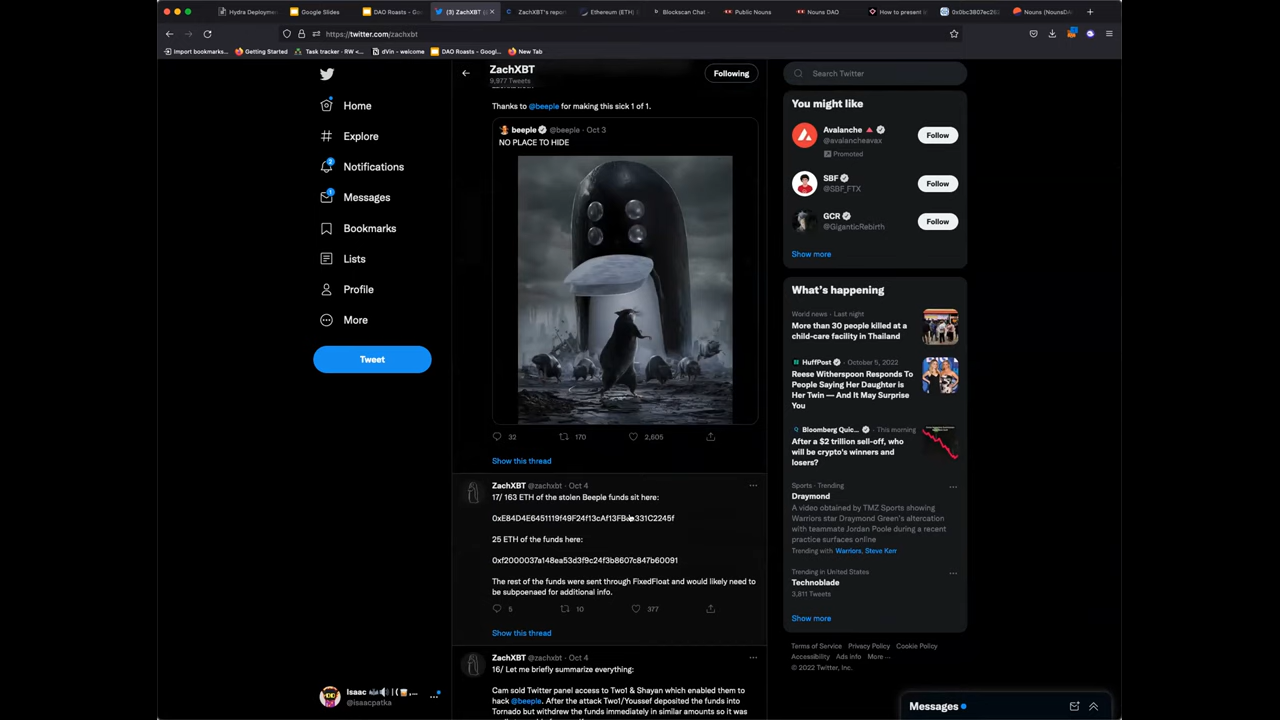 Hydra Deploymen
Google Slides
DAO Roasts - Go
(3) ZachXBT (
ZachXBT's repor
Ethereum (ETH)
Blockscan Chat -
Public Nouns
Nouns DAO
How to present
Nouns (NounsDA
https://twitter.com/zachxbt
Import bookmarks...
Getting Started
Task tracker - RW <...
dVin - welcome
DAO Roasts - Googl...
New Tab
ZachXBT
9,977 Tweets
Following
Search Twitter
Home
Explore
2
Notifications
1
Messages
Bookmarks
Lists
Profile
More
Tweet
Isaac
@isaacpatka
Thanks to @beeple for making this sick 1 of 1.
beeple @beeple · Oct 3
NO PLACE TO HIDE
32 170 2,605
Show this thread
ZachXBT @zachxbt · Oct 4
17/ 163 ETH of the stolen Beeple funds sit here:
25 ETH of the funds here:
0xf2000037a148ea53d3f9c24f3b8607c847b60091
The rest of the funds were sent through FixedFloat and would likely need to
be subpoenaed for additional info.
5 10 377
Show this thread
ZachXBT @zachxbt · Oct 4
16/ Let me briefly summarize everything:
Cam sold Twitter panel access to Two1 & Shayan which enabled them to
hack @beeple. After the attack Two1/Youssef deposited the funds into
Tornado but withdrew the funds immediately in similar amounts so it was
You might like
Avalanche
@avalancheavax
Promoted
Follow
SBF
@SBF_FTX
Follow
GCR
@GiganticRebirth
Follow
Show more
What's happening
World news · Last night
More than 30 people killed at a
child-care facility in Thailand
HuffPost · October 5, 2022
Reese Witherspoon Responds To
People Saying Her Daughter is
Her Twin — And It May Surprise
You
Bloomberg Quic... · This morning
After a $2 trillion sell-off, who
will be crypto's winners and
losers?
Sports · Trending
Draymond
A video obtained by TMZ Sports showing
Warriors star Draymond Green's altercation
with teammate Jordan Poole during a recent
practice surfaces online
Trending with Warriors, Steve Kerr
Trending in United States
Technoblade
3,811 Tweets
Show more
Terms of Service Privacy Policy Cookie Policy
Accessibility Ads info More ···
© 2022 Twitter, Inc.
Messages